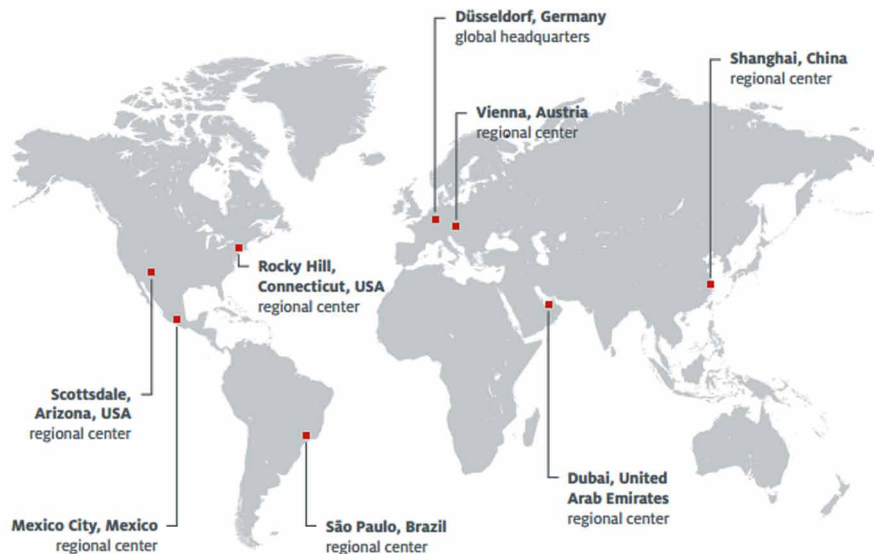 Düsseldorf, Germany
global headquarters
Shanghai, China
regional center
Vienna, Austria
regional center
Rocky Hill,
Connecticut, USA
regional center
Scottsdale,
Arizona, USA
regional center
Dubai, United
Arab Emirates
regional center
Mexico City, Mexico
regional center
São Paulo, Brazil
regional center